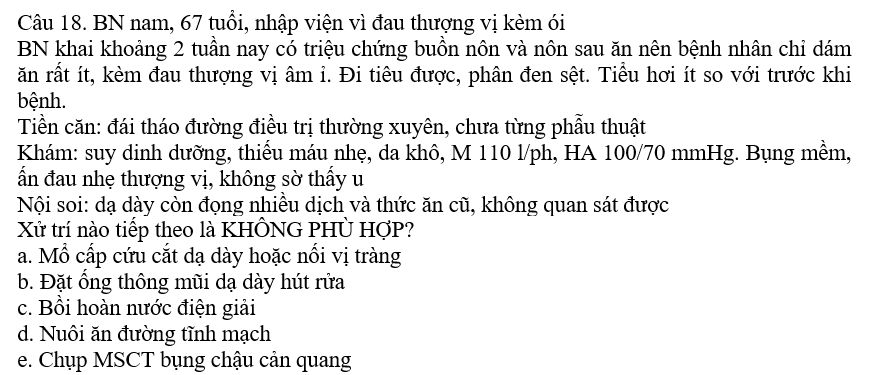 Câu 18. BN nam, 67 tuổi, nhập viện vì đau thượng vị kèm ói
BN khai khoảng 2 tuần nay có triệu chứng buồn nôn và nôn sau ăn nên bệnh nhân chỉ dám
ăn rất ít, kèm đau thượng vị âm ỉ. Đi tiêu được, phân đen sệt. Tiểu hơi ít so với trước khi
bệnh.
Tiền căn: đái tháo đường điều trị thường xuyên, chưa từng phẫu thuật
Khám: suy dinh dưỡng, thiếu máu nhẹ, da khô, M 110 l/ph, HA 100/70 mmHg. Bụng mềm,
ấn đau nhẹ thượng vị, không sờ thấy u
Nội soi: dạ dày còn đọng nhiều dịch và thức ăn cũ, không quan sát được
Xử trí nào tiếp theo là KHÔNG PHÙ HỢP?
a. Mổ cấp cứu cắt dạ dày hoặc nối vị tràng
b. Đặt ống thông mũi dạ dày hút rửa
c. Bồi hoàn nước điện giải
d. Nuôi ăn đường tĩnh mạch
e. Chụp MSCT bụng chậu cản quang